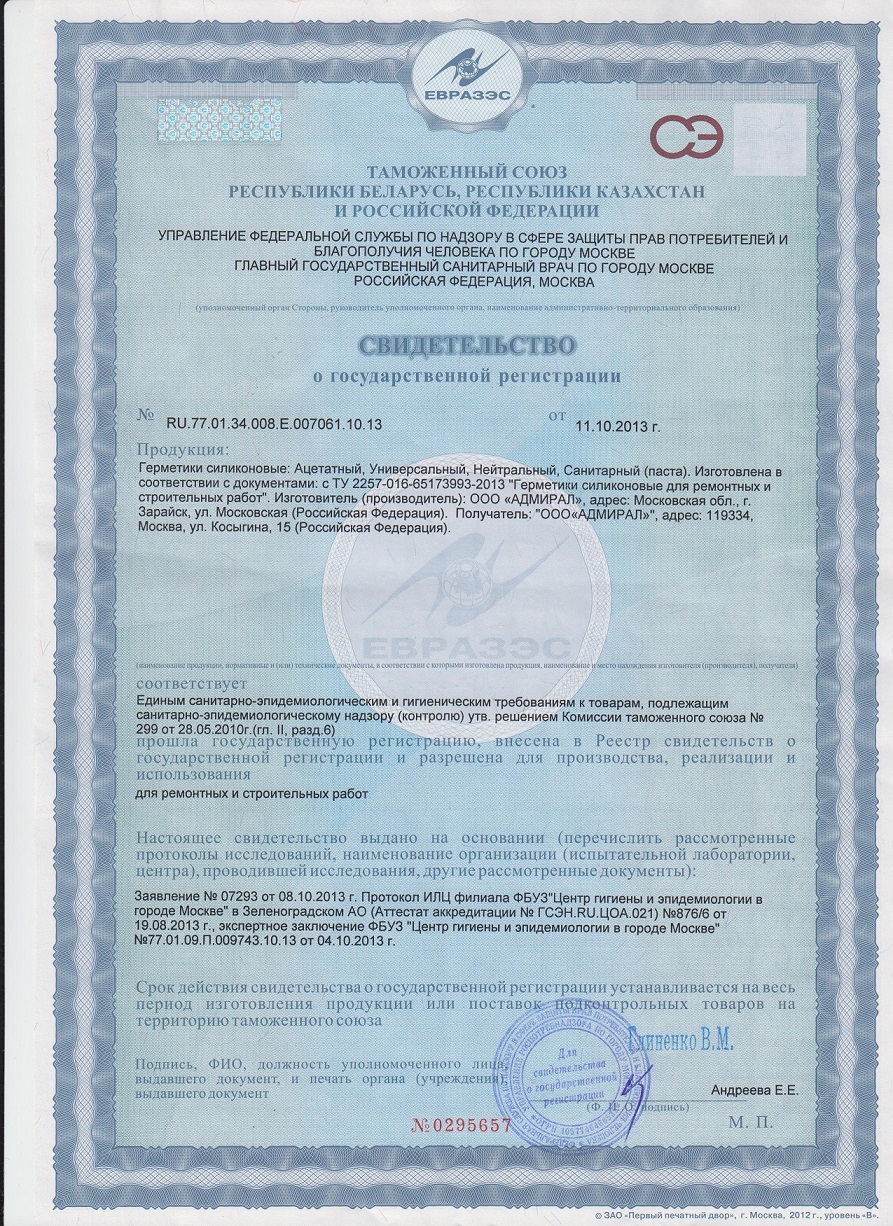 ЕВРАЗЭС
СЭ
ТАМОЖЕННЫЙ СОЮЗ
РЕСПУБЛИКИ БЕЛАРУСЬ, РЕСПУБЛИКИ КАЗАХСТАН
И РОССИЙСКОЙ ФЕДЕРАЦИИ
УПРАВЛЕНИЕ ФЕДЕРАЛЬНОЙ СЛУЖБЫ ПО НАДЗОРУ В СФЕРЕ ЗАЩИТЫ ПРАВ ПОТРЕБИТЕЛЕЙ И
БЛАГОПОЛУЧИЯ ЧЕЛОВЕКА ПО ГОРОДУ МОСКВЕ
ГЛАВНЫЙ ГОСУДАРСТВЕННЫЙ САНИТАРНЫЙ ВРАЧ ПО ГОРОДУ МОСКВЕ
РОССИЙСКАЯ ФЕДЕРАЦИЯ, МОСКВА
(уполномоченный орган Стороны, руководитель уполномоченного органа, наименование административно-территориального образования)
СВИДЕТЕЛЬСТВО
о государственной регистрации
№ RU.77.01.34.008.E.007061.10.13 от 11.10.2013 г.
Продукция:
Герметики силиконовые: Ацетатный, Универсальный, Нейтральный, Санитарный (паста). Изготовлена в
соответствии с документами: с ТУ 2257-016-65173993-2013 "Герметики силиконовые для ремонтных и
строительных работ". Изготовитель (производитель): ООО «АДМИРАЛ», адрес: Московская обл., г.
Зарайск, ул. Московская (Российская Федерация). Получатель: "ООО«АДМИРАЛ»", адрес: 119334,
Москва, ул. Косыгина, 15 (Российская Федерация).
ЕВРАЗЭС
(наименование продукции, нормативные и (или) технические документы, в соответствии с которыми изготовлена продукция, наименование и место нахождения изготовителя (производителя), получателя)
соответствует
Единым санитарно-эпидемиологическим и гигиеническим требованиям к товарам, подлежащим
санитарно-эпидемиологическому надзору (контролю) утв. решением Комиссии таможенного союза №
299 от 28.05.2010г.(гл. II, разд.6)
прошла государственную регистрацию, внесена в Реестр свидетельств о
государственной регистрации и разрешена для производства, реализации и
использования
для ремонтных и строительных работ
Настоящее свидетельство выдано на основании (перечислить рассмотренные
протоколы исследований, наименование организации (испытательной лаборатории,
центра), проводившей исследования, другие рассмотренные документы):
Заявление № 07293 от 08.10.2013 г. Протокол ИЛЦ филиала ФБУЗ"Центр гигиены и эпидемиологии в
городе Москве" в Зеленоградском АО (Аттестат аккредитации № ГСЭН.RU.ЦОА.021) №876/6 от
19.08.2013 г., экспертное заключение ФБУЗ "Центр гигиены и эпидемиологии в городе Москве"
№77.01.09.П.009743.10.13 от 04.10.2013 г.
Срок действия свидетельства о государственной регистрации устанавливается на весь
период изготовления продукции или поставок подконтрольных товаров на
территорию таможенного союза
Подпись, ФИО, должность уполномоченного лица,
выдавшего документ, и печать органа (учреждения),
выдавшего документ
В.М.
Для
свидетельства
о государственной
регистрации
Андреева Е.Е.
(Ф. И. О./подпись)
№0295657
М. П.
© ЗАО «Первый печатный двор», г. Москва, 2012 г., уровень «В».